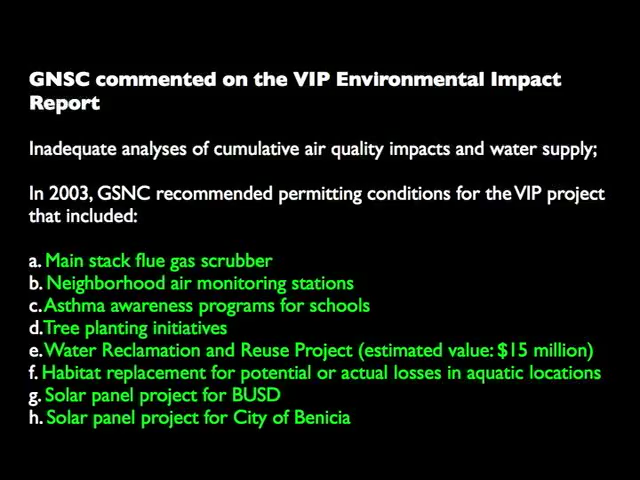 GNSC commented on the VIP Environmental Impact
Report
Inadequate analyses of cumulative air quality impacts and water supply;
In 2003, GSNC recommended permitting conditions for the VIP project
that included:
a. Main stack flue gas scrubber
b. Neighborhood air monitoring stations
c. Asthma awareness programs for schools
d. Tree planting initiatives
e. Water Reclamation and Reuse Project (estimated value: $15 million)
f. Habitat replacement for potential or actual losses in aquatic locations
g. Solar panel project for BUSD
h. Solar panel project for City of Benicia